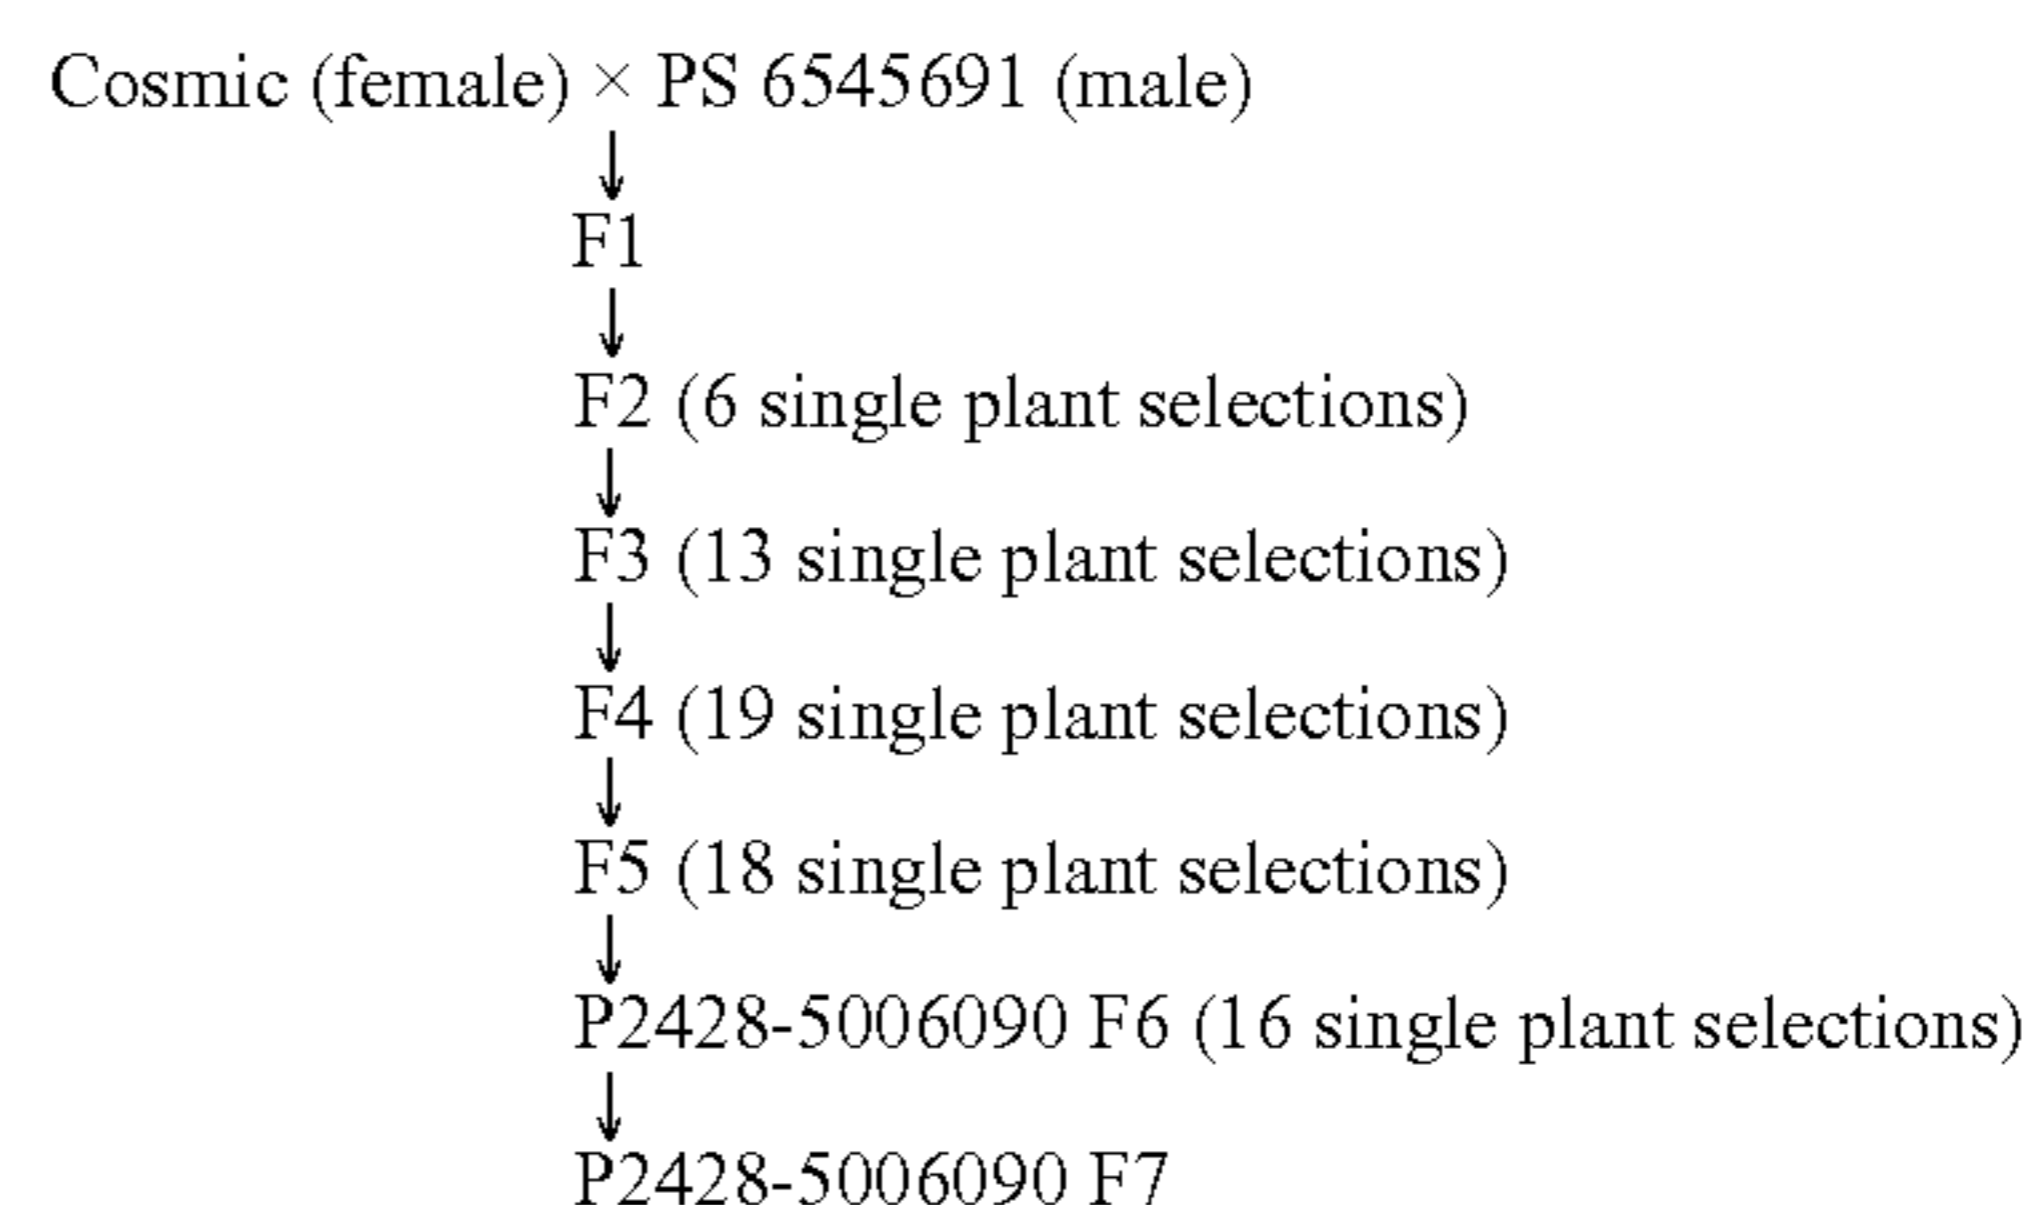 Cosmic (female) × PS 6545691 (male)
F1
F2 (6 single plant selections)
F3 (13 single plant selections)
F4 (19 single plant selections)
F5 (18 single plant selections)
P2428-5006090 F6 (16 single plant selections)
P2428-5006090 F7